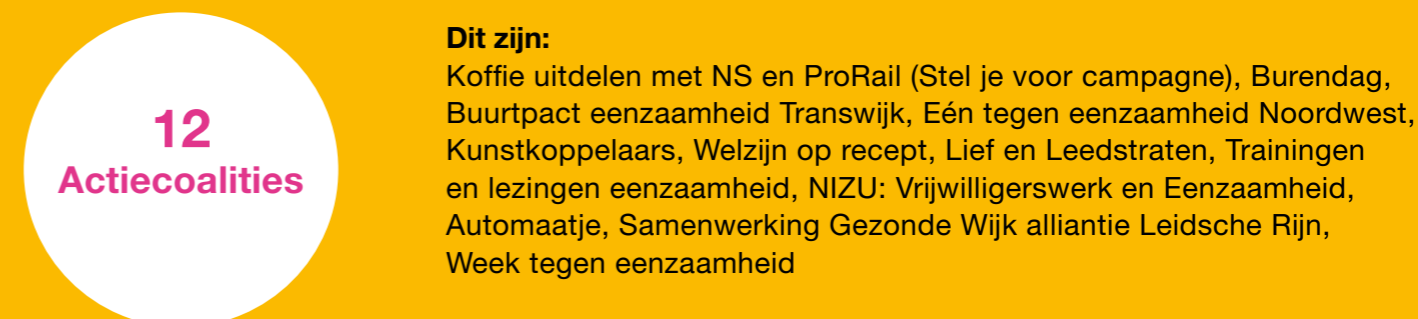 12
Actiecoalities
Dit zijn:
Koffie uitdelen met NS en ProRail (Stel je voor campagne), Burendag,
Buurtpact eenzaamheid Transwijk, Eén tegen eenzaamheid Noordwest,
Kunstkoppelaars, Welzijn op recept, Lief en Leedstraten, Trainingen
en lezingen eenzaamheid, NIZU: Vrijwilligerswerk en Eenzaamheid,
Automaatje, Samenwerking Gezonde Wijk alliantie Leidsche Rijn,
Week tegen eenzaamheid